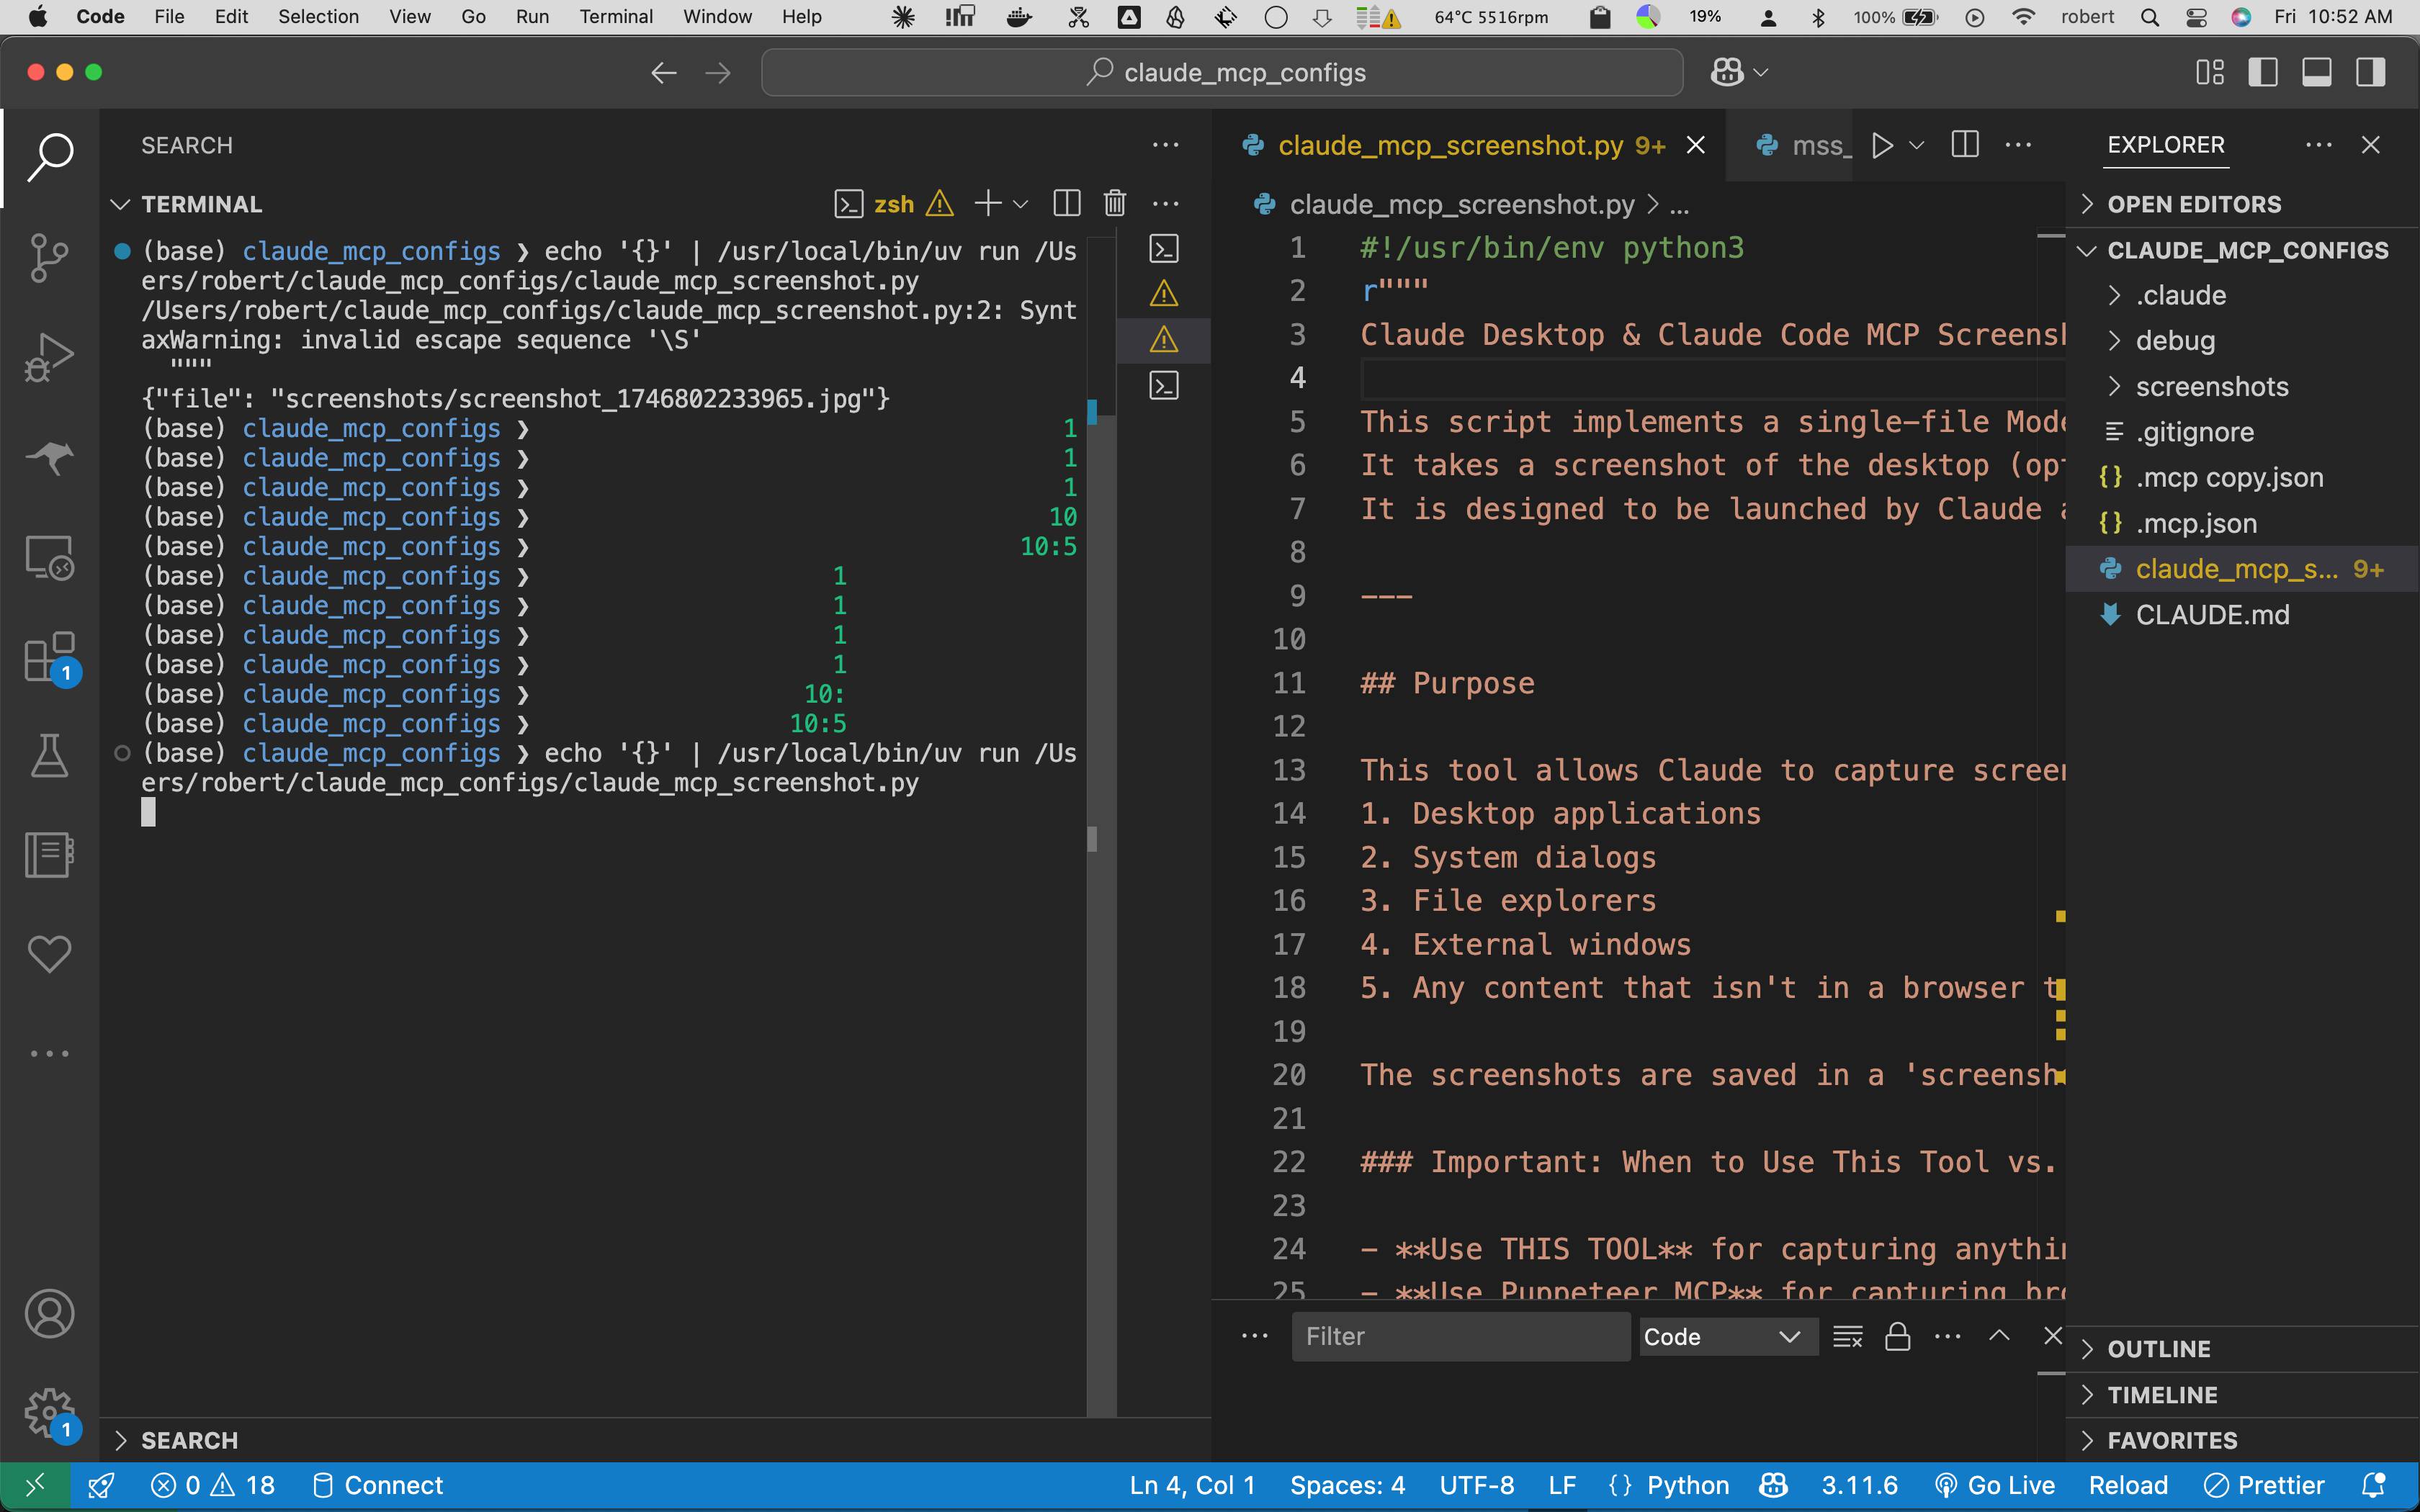 Code File Edit Selection View Go Run Terminal Window Help 64°C 5516rpm 19% 100% robert Fri 10:52 AM
claude_mcp_configs
SEARCH
TERMINAL
zsh
(base) claude_mcp_configs ❯ echo '{}' | /usr/local/bin/uv run /Us
ers/robert/claude_mcp_configs/claude_mcp_screenshot.py
/Users/robert/claude_mcp_configs/claude_mcp_screenshot.py:2: Synt
axWarning: invalid escape sequence '\S'
"""
{"file": "screenshots/screenshot_1746802233965.jpg"}
(base) claude_mcp_configs ❯ 1
(base) claude_mcp_configs ❯ 1
(base) claude_mcp_configs ❯ 1
(base) claude_mcp_configs ❯ 10
(base) claude_mcp_configs ❯ 10:5
(base) claude_mcp_configs ❯ 1
(base) claude_mcp_configs ❯ 1
(base) claude_mcp_configs ❯ 1
(base) claude_mcp_configs ❯ 1
(base) claude_mcp_configs ❯ 10:
(base) claude_mcp_configs ❯ 10:5
(base) claude_mcp_configs ❯ echo '{}' | /usr/local/bin/uv run /Us
ers/robert/claude_mcp_configs/claude_mcp_screenshot.py
SEARCH
claude_mcp_screenshot.py 9+
mss_
claude_mcp_screenshot.py > ...
1 #!/usr/bin/env python3
2 r"""
3 Claude Desktop & Claude Code MCP Screensh
4
5 This script implements a single-file Mode
6 It takes a screenshot of the desktop (opt
7 It is designed to be launched by Claude a
8
9 ---
10
11 ## Purpose
12
13 This tool allows Claude to capture screen
14 1. Desktop applications
15 2. System dialogs
16 3. File explorers
17 4. External windows
18 5. Any content that isn't in a browser t
19
20 The screenshots are saved in a 'screensh
21
22 ### Important: When to Use This Tool vs.
23
24 - **Use THIS TOOL** for capturing anythin
25 - **Use Puppeteer MCP** for capturing bro
Filter
Code
EXPLORER
OPEN EDITORS
CLAUDE_MCP_CONFIGS
.claude
debug
screenshots
.gitignore
{} .mcp copy.json
{} .mcp.json
claude_mcp_s... 9+
CLAUDE.md
OUTLINE
TIMELINE
FAVORITES
1
1
0 18 Connect Ln 4, Col 1 Spaces: 4 UTF-8 LF {} Python 3.11.6 Go Live Reload Prettier